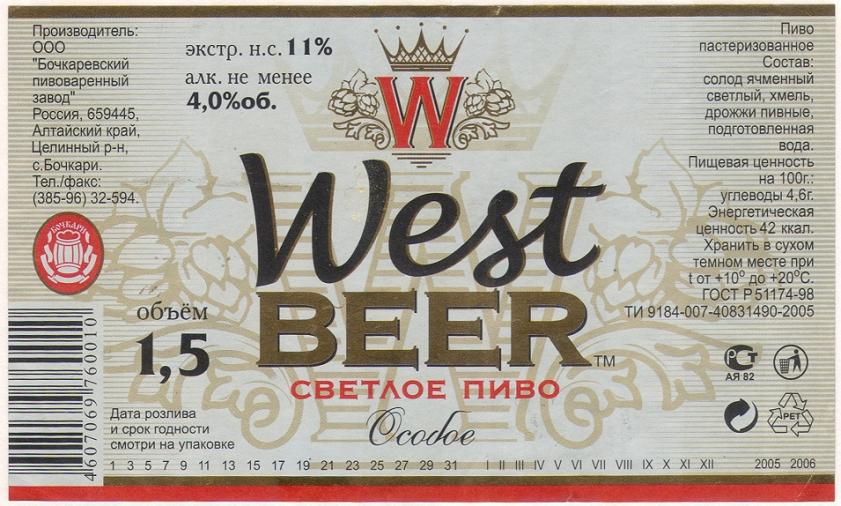 Производитель:
ООО
"Бочкаревский
пивоваренный
завод"
Россия, 659445,
Алтайский край,
Целинный р-н,
с.Бочкари.
Тел./факс:
(385-96) 32-594.
БОЧКАРИ
экстр. н.с. 11%
алк. не менее
4,0%об.
W
West
BEER TM
СВЕТЛОЕ ПИВО
Особое
объём
1,5
Дата розлива
и срок годности
смотри на упаковке
4 607069 760010
1 3 5 7 9 11 13 15 17 19 21 23 25 27 29 31 I II III IV V VI VII VIII IX X XI XII 2005 2006
Пиво
пастеризованное
Состав:
солод ячменный
светлый, хмель,
дрожжи пивные,
подготовленная
вода.
Пищевая ценность
на 100г.:
углеводы 4,6г.
Энергетическая
ценность 42 ккал.
Хранить в сухом
темном месте при
t от +10° до +20°С.
ГОСТ Р 51174-98
ТИ 9184-007-40831490-2005
РСТ
АЯ 82
PET